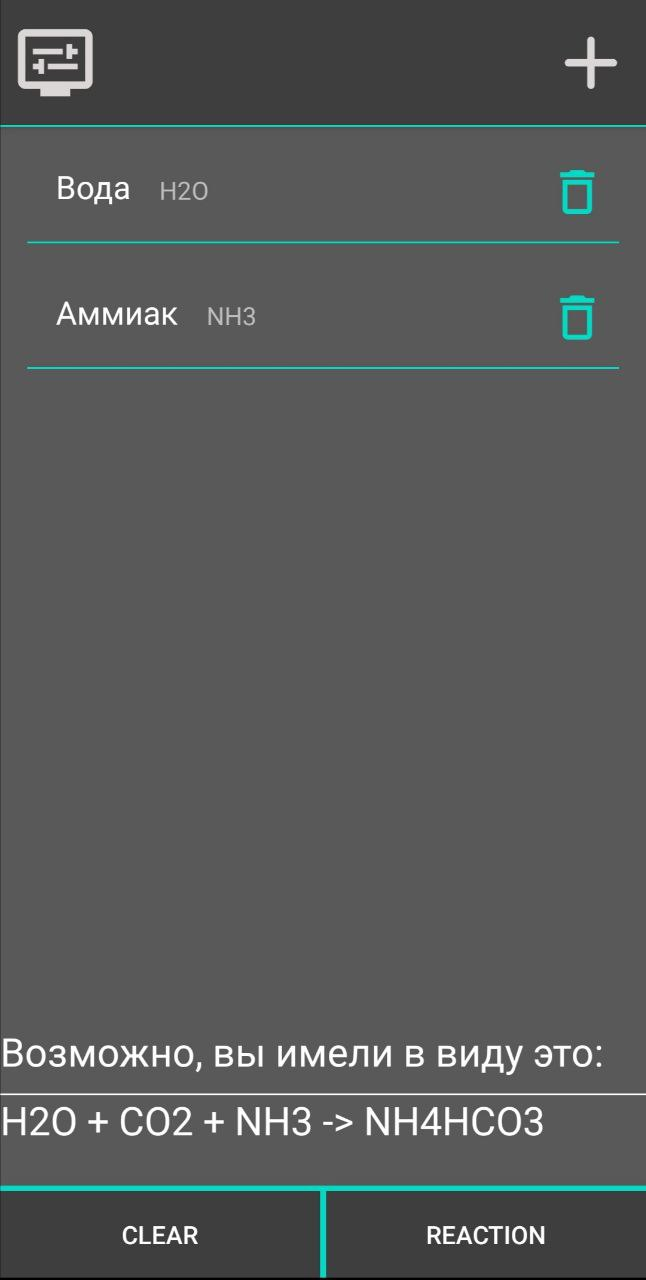 Вода H2O
Аммиак NH3
Возможно, вы имели в виду это:
H2O + CO2 + NH3 -> NH4HCO3
CLEAR REACTION